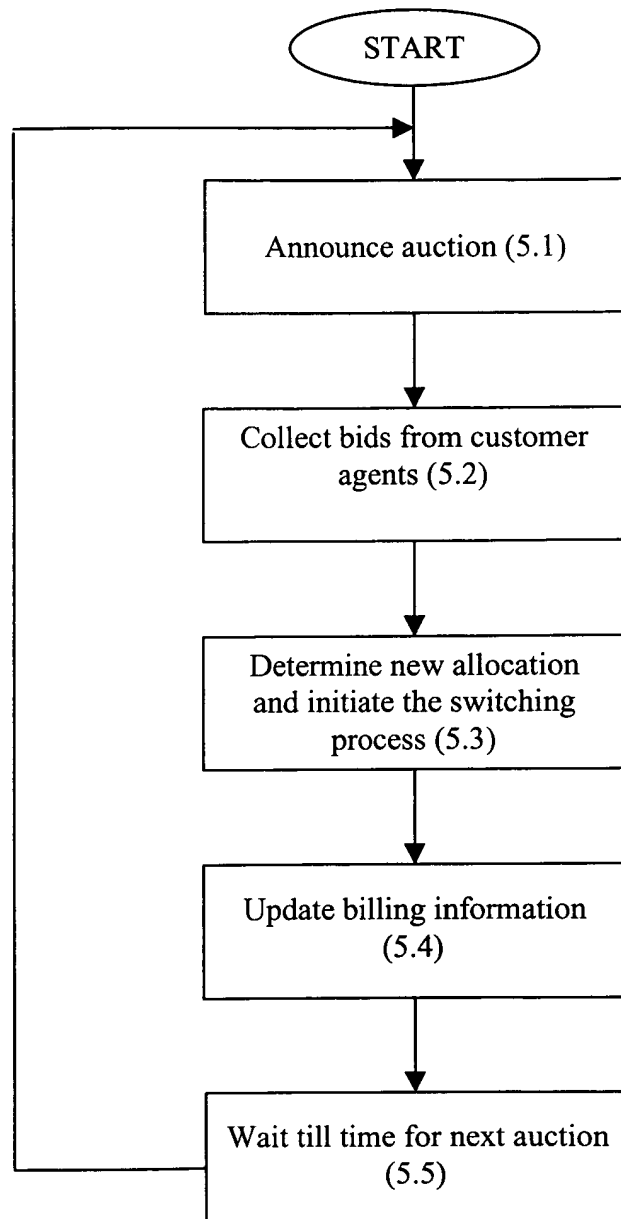 START
Announce auction (5.1)
Collect bids from customer
agents (5.2)
Determine new allocation
and initiate the switching
process (5.3)
Update billing information
(5.4)
Wait till time for next auction
(5.5)